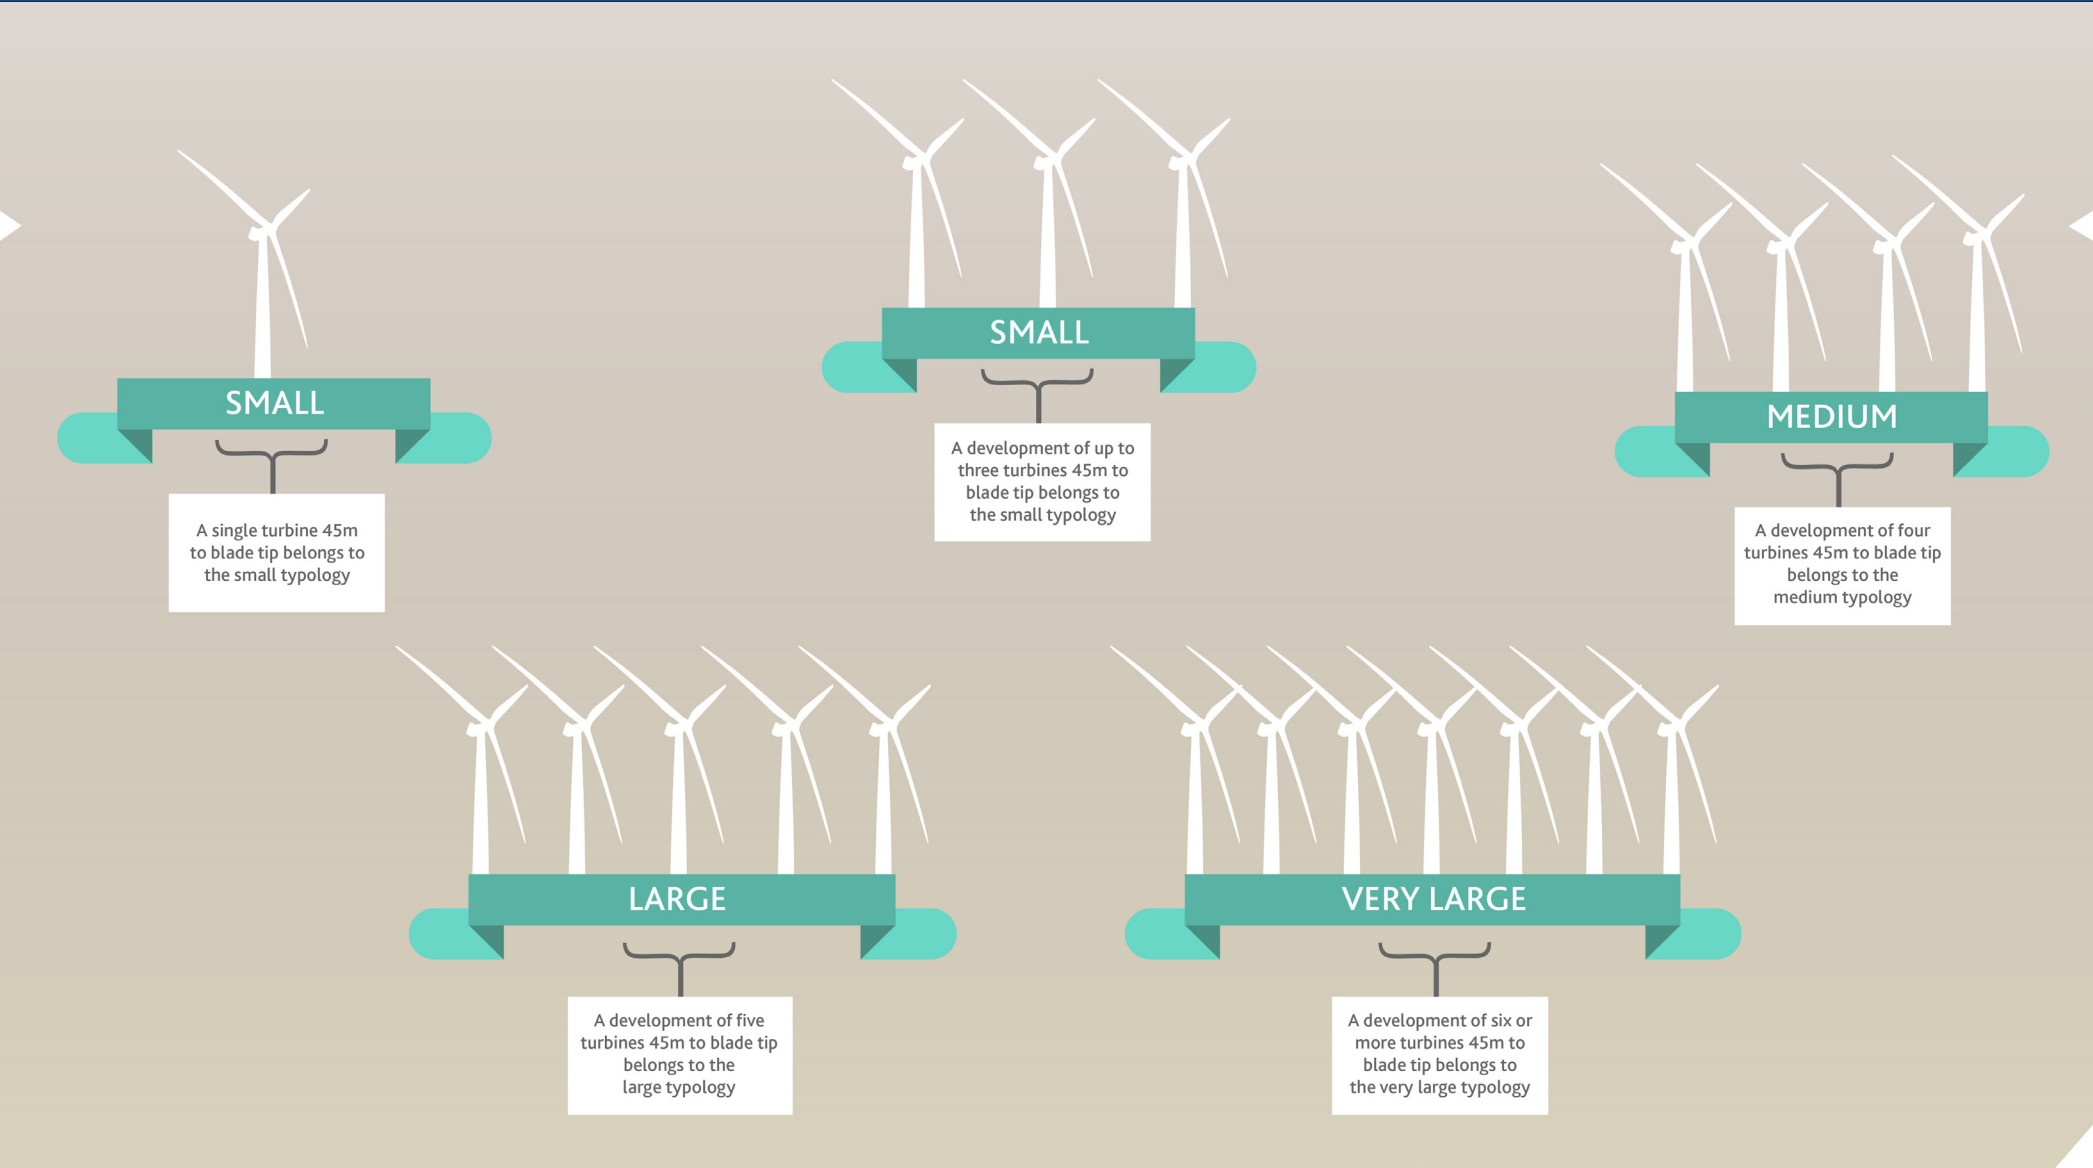 SMALL
A single turbine 45m
to blade tip belongs to
the small typology
SMALL
A development of up to
three turbines 45m to
blade tip belongs to
the small typology
MEDIUM
A development of four
turbines 45m to blade tip
belongs to the
medium typology
LARGE
A development of five
turbines 45m to blade tip
belongs to the
large typology
VERY LARGE
A development of six or
more turbines 45m to
blade tip belongs to
the very large typology